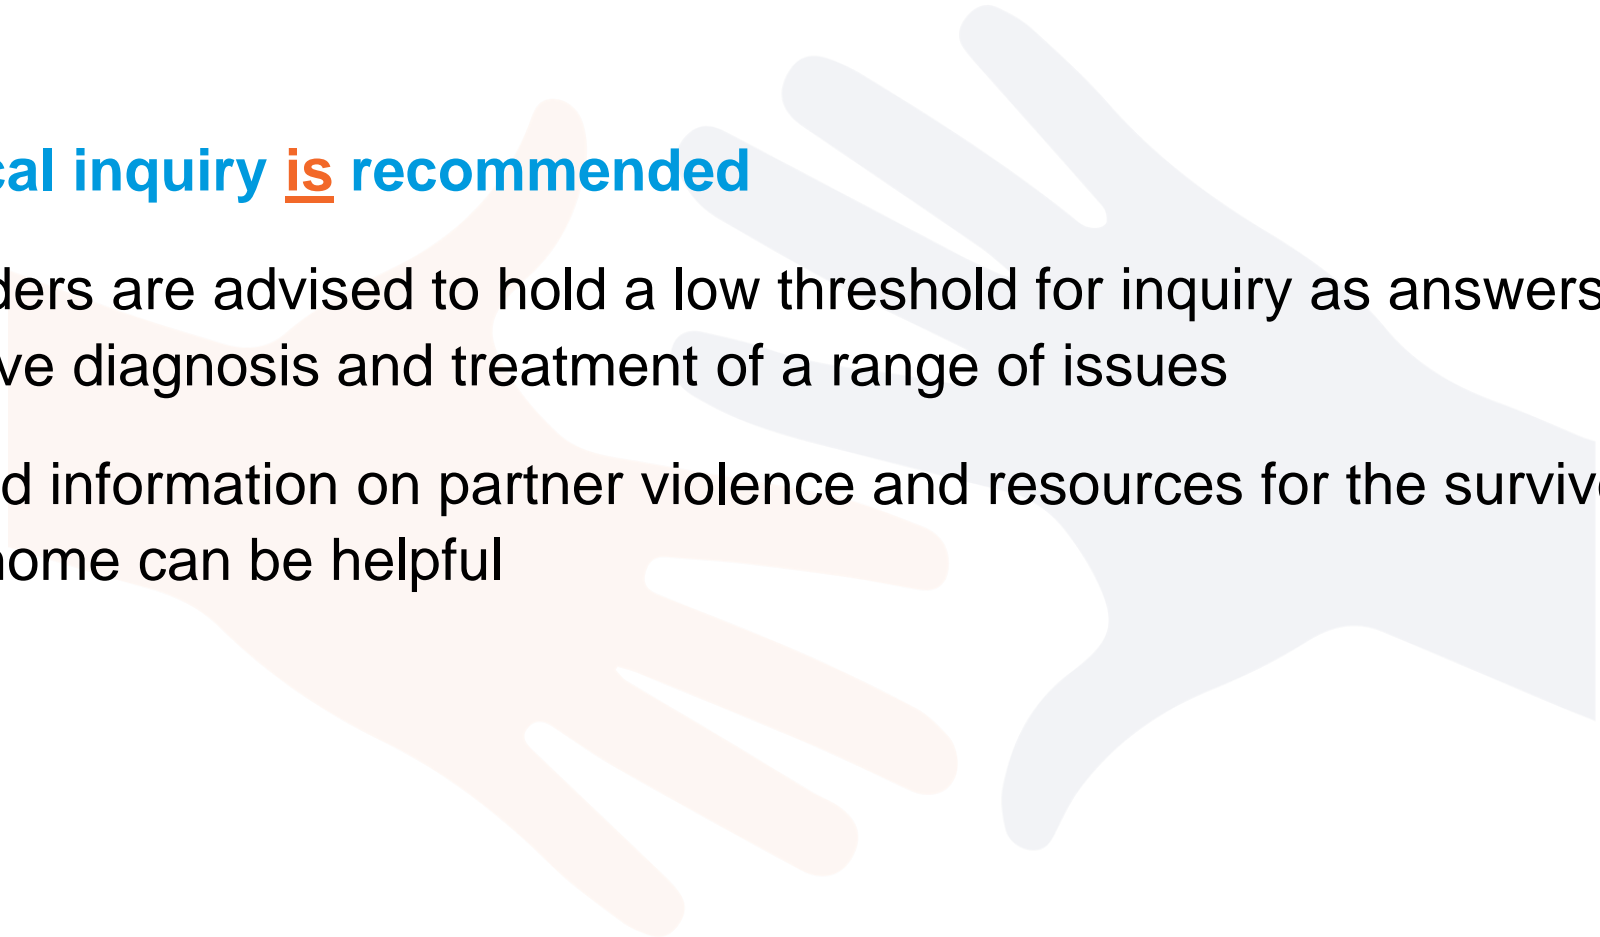 cal inquiry is recommended
ders are advised to hold a low threshold for inquiry as answers
ve diagnosis and treatment of a range of issues
d information on partner violence and resources for the surviv
home can be helpful